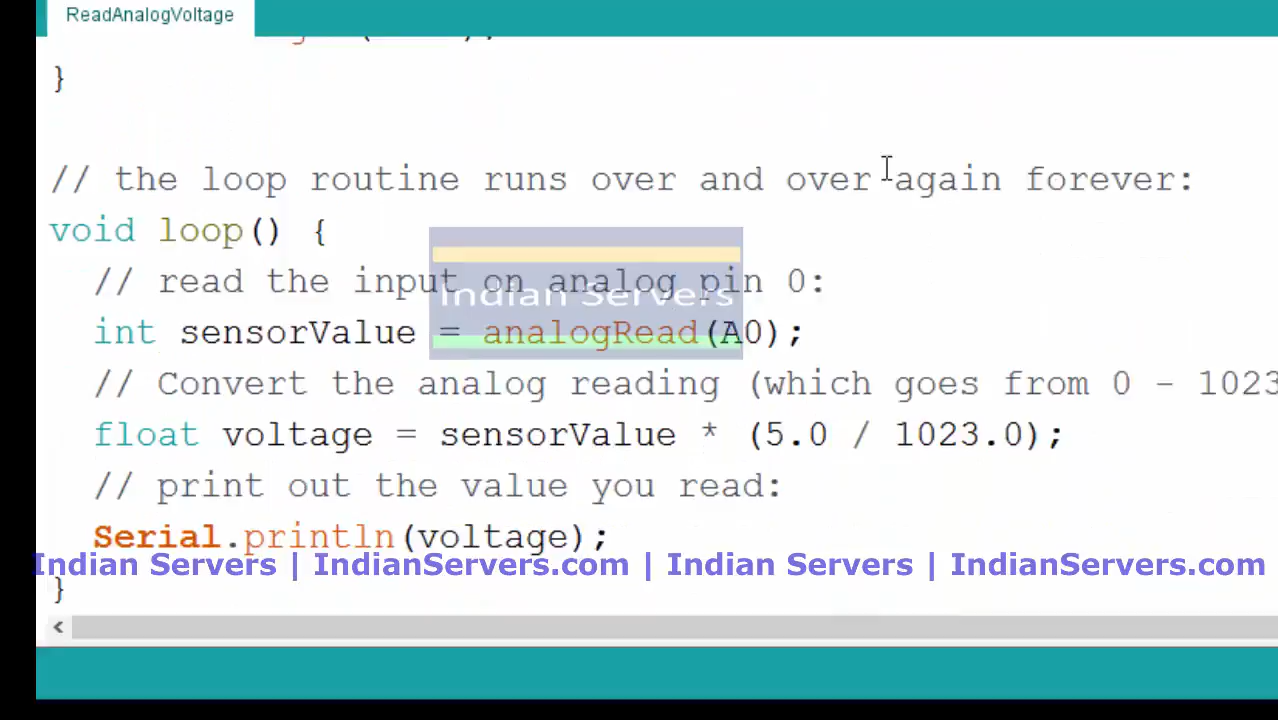 ReadAnalogVoltage
}
// the loop routine runs over and over again forever:
void loop() {
// read the input on analog pin 0:
Indian Servers
int sensorValue = analogRead(A0);
// Convert the analog reading (which goes from 0 - 1023
float voltage = sensorValue * (5.0 / 1023.0);
// print out the value you read:
Serial.println(voltage);
Indian Servers | IndianServers.com | Indian Servers | IndianServers.com
}